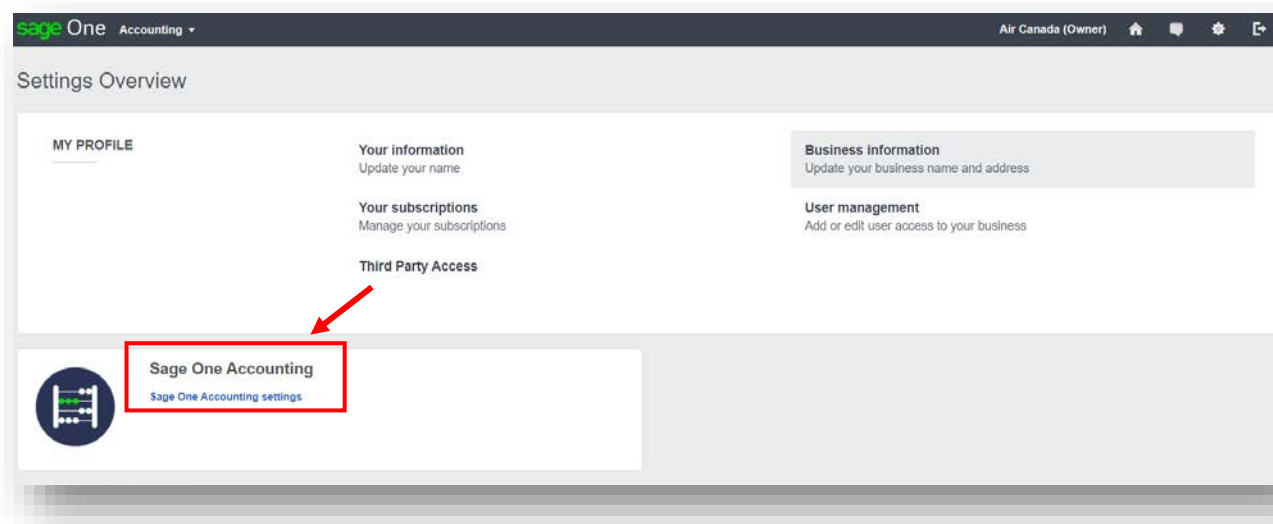 sage One Accounting Air Canada (Owner)
Settings Overview
MY PROFILE
Your information
Update your name
Business information
Update your business name and address
Your subscriptions
Manage your subscriptions
User management
Add or edit user access to your business
Third Party Access
Sage One Accounting
Sage One Accounting settings